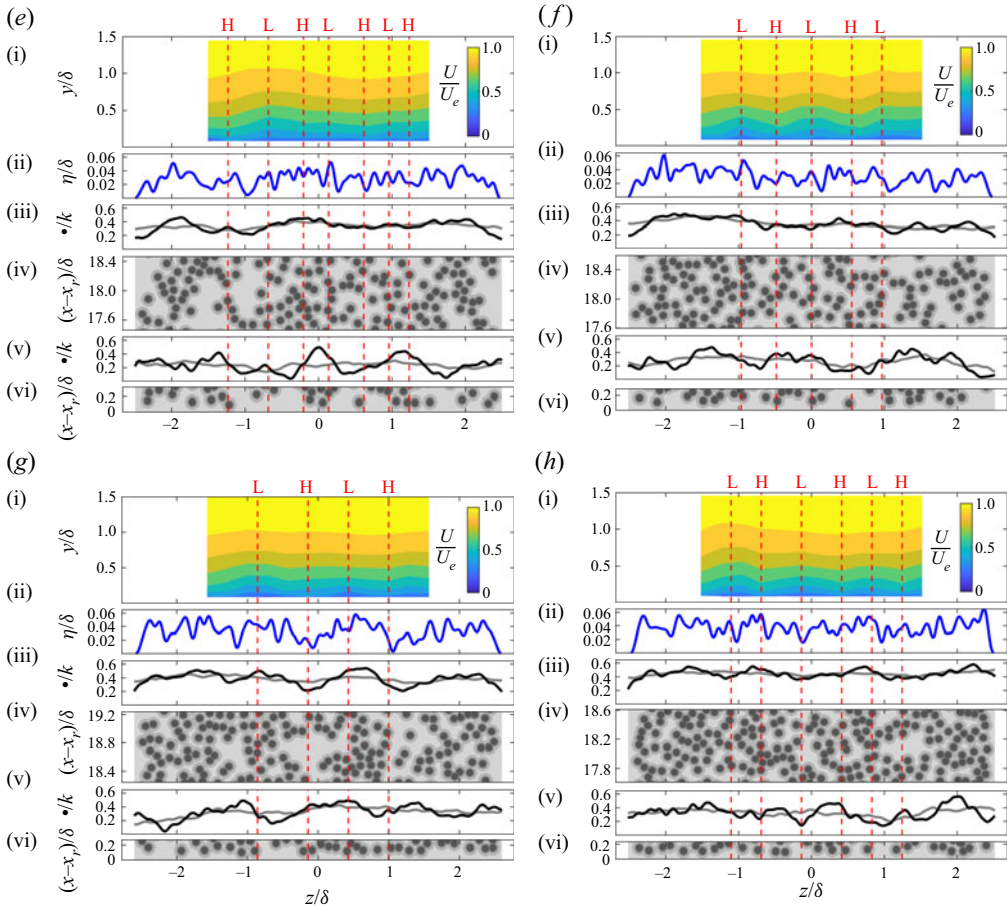 (e)
H L H L H L H
(i)
1.5
1.0
0.5
y/δ
U
U_e
1.0
0.5
0
(ii)
0.06
0.02
η/δ
(iii)
0.6
0.4
0.2
•/k
(iv)
18.4
18.0
17.6
(x–x_r)/δ
(v)
0.4
0.2
•/k
(vi)
0.2
0
(x–x_r)/δ
–2 –1 0 1 2
(f)
L H L H L
(i)
1.5
1.0
0.5
U
U_e
1.0
0.5
0
(ii)
0.06
0.02
(iii)
0.6
0.4
0.2
(iv)
18.4
18.0
17.6
(v)
0.6
0.4
0.2
(vi)
0.2
0
–2 –1 0 1 2
(g)
L H L H
(i)
1.5
1.0
0.5
y/δ
U
U_e
1.0
0.5
0
(ii)
0.06
0.02
η/δ
(iii)
0.6
0.4
0.2
•/k
(iv)
19.2
18.8
18.4
(x–x_r)/δ
(v)
0.6
0.4
0.2
•/k
(vi)
0.2
0
(x–x_r)/δ
–2 –1 0 1 2
z/δ
(h)
L H L H L H
(i)
1.5
1.0
0.5
U
U_e
1.0
0.5
0
(ii)
0.06
0.04
0.02
(iii)
0.6
0.4
0.2
(iv)
18.6
18.2
17.8
(v)
0.6
0.4
0.2
(vi)
0.2
0
–2 –1 0 1 2
z/δ